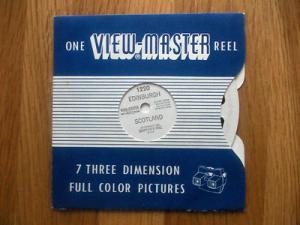 ONE VIEW-MASTER REEL
1220
EDINBURGH
SCOTLAND
7 THREE DIMENSION
FULL COLOR PICTURES